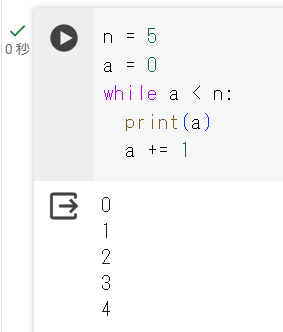 0 秒
n = 5
a = 0
while a < n:
  print(a)
  a += 1
0
1
2
3
4